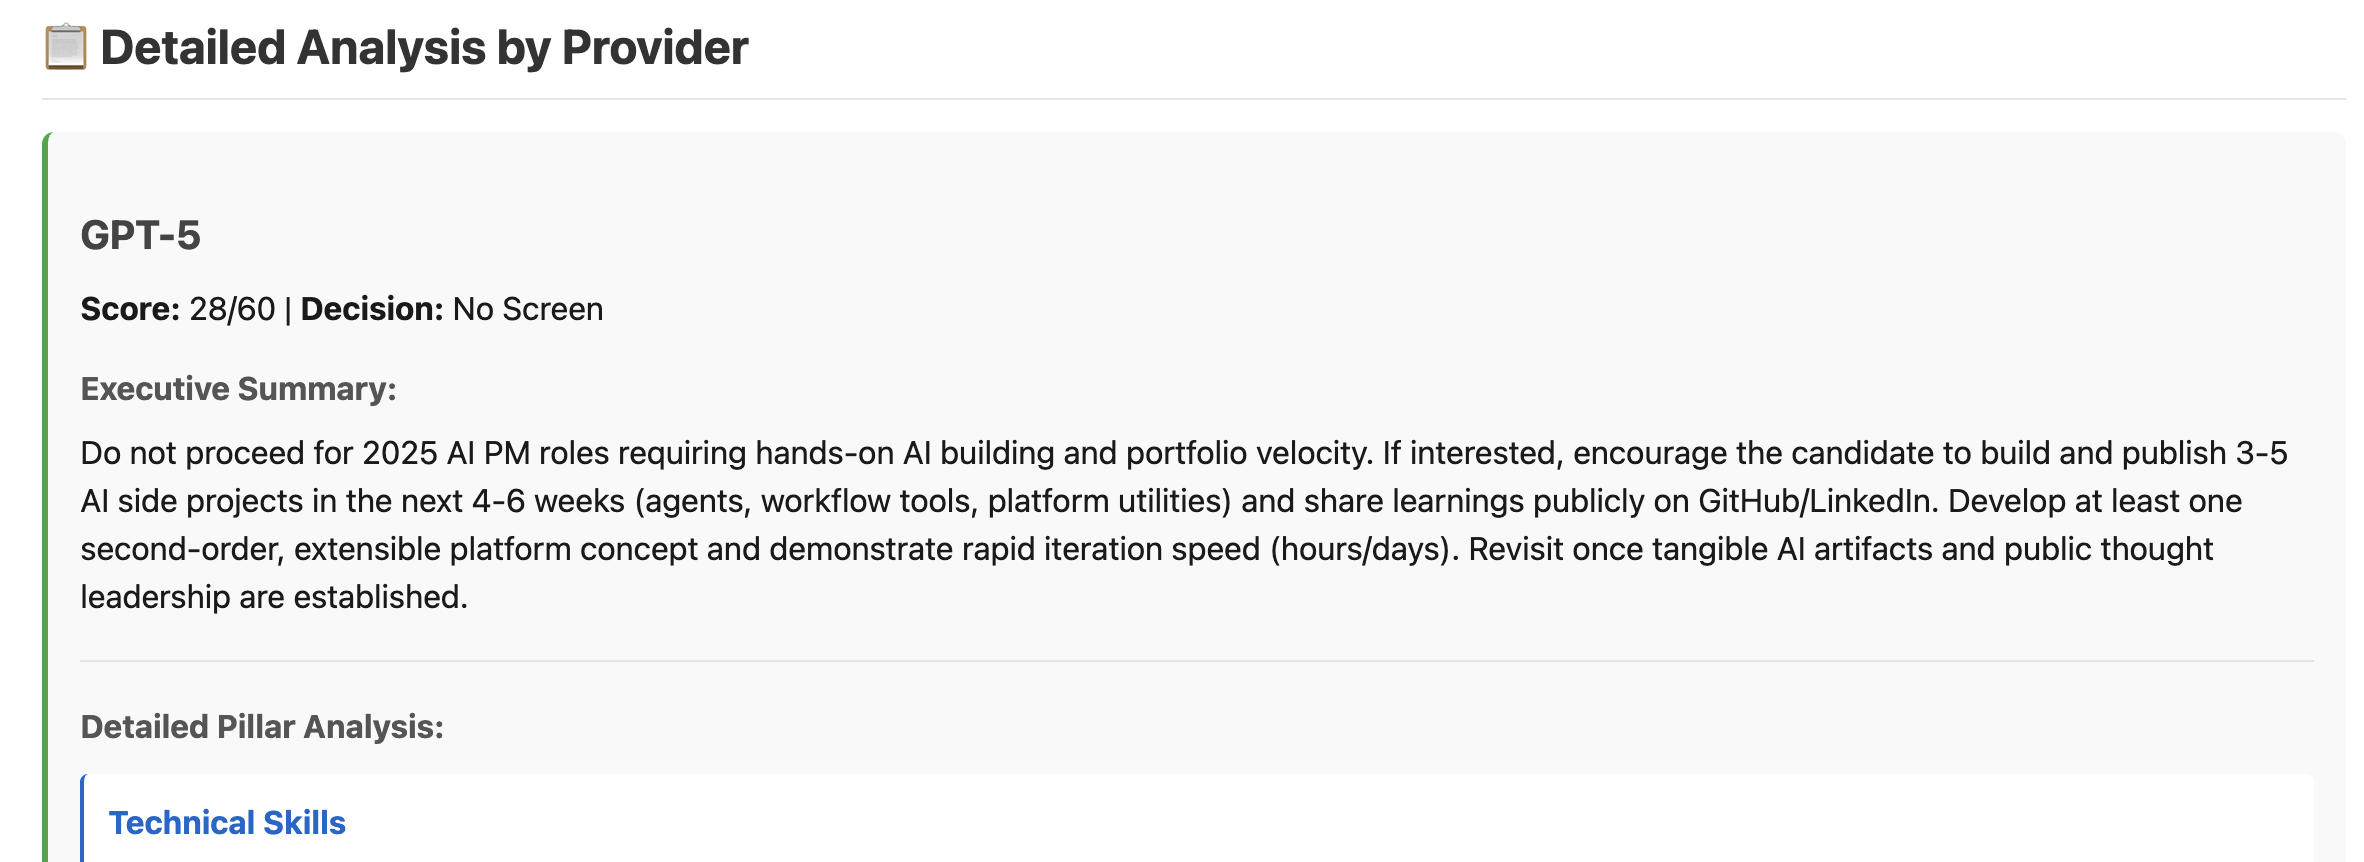 📋 Detailed Analysis by Provider
GPT-5
Score: 28/60 | Decision: No Screen
Executive Summary:
Do not proceed for 2025 AI PM roles requiring hands-on AI building and portfolio velocity. If interested, encourage the candidate to build and publish 3-5
AI side projects in the next 4-6 weeks (agents, workflow tools, platform utilities) and share learnings publicly on GitHub/LinkedIn. Develop at least one
second-order, extensible platform concept and demonstrate rapid iteration speed (hours/days). Revisit once tangible AI artifacts and public thought
leadership are established.
Detailed Pillar Analysis:
Technical Skills